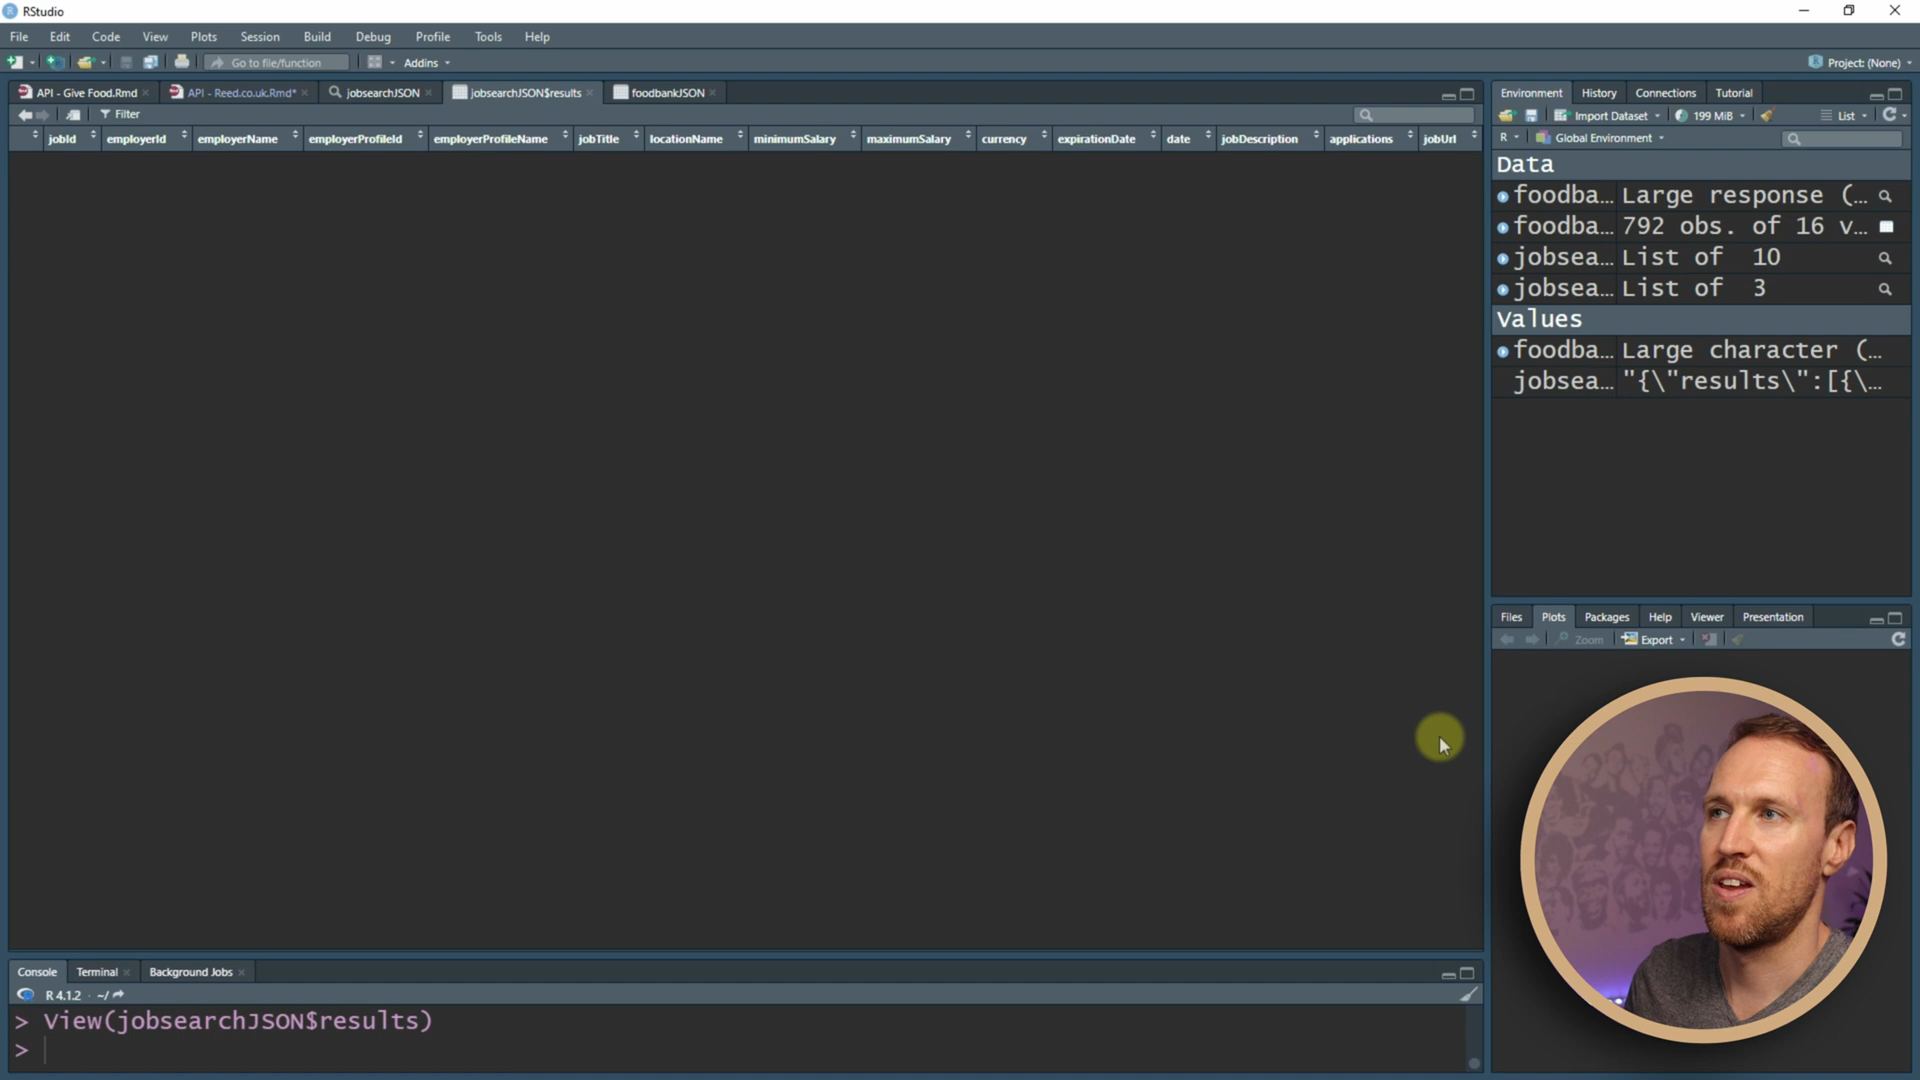 RStudio
File Edit Code View Plots Session Build Debug Profile Tools Help
Go to file/function Addins Project: (None)
API - Give Food.Rmd API - Reed.co.uk.Rmd* jobsearchJSON jobsearchJSON$results foodbankJSON
Filter
jobId employerId employerName employerProfileId employerProfileName jobTitle locationName minimumSalary maximumSalary currency expirationDate date jobDescription applications jobUrl
Environment History Connections Tutorial
Import Dataset 199 MiB List
R Global Environment
Data
foodba... Large response (...
foodba... 792 obs. of 16 v...
jobsea... List of 10
jobsea... List of 3
Values
foodba... Large character (...
jobsea... "{\"results\":[{\...
Files Plots Packages Help Viewer Presentation
Zoom Export
Console Terminal Background Jobs
R 4.1.2 · ~/
> View(jobsearchJSON$results)
>